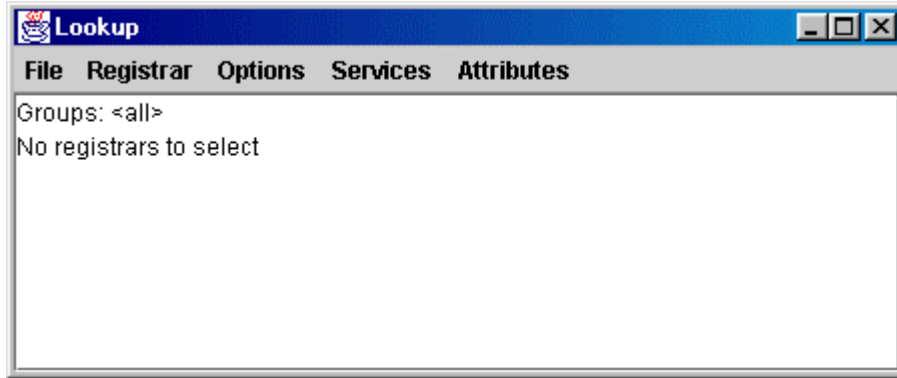 Lookup
File Registrar Options Services Attributes
Groups: <all>
No registrars to select